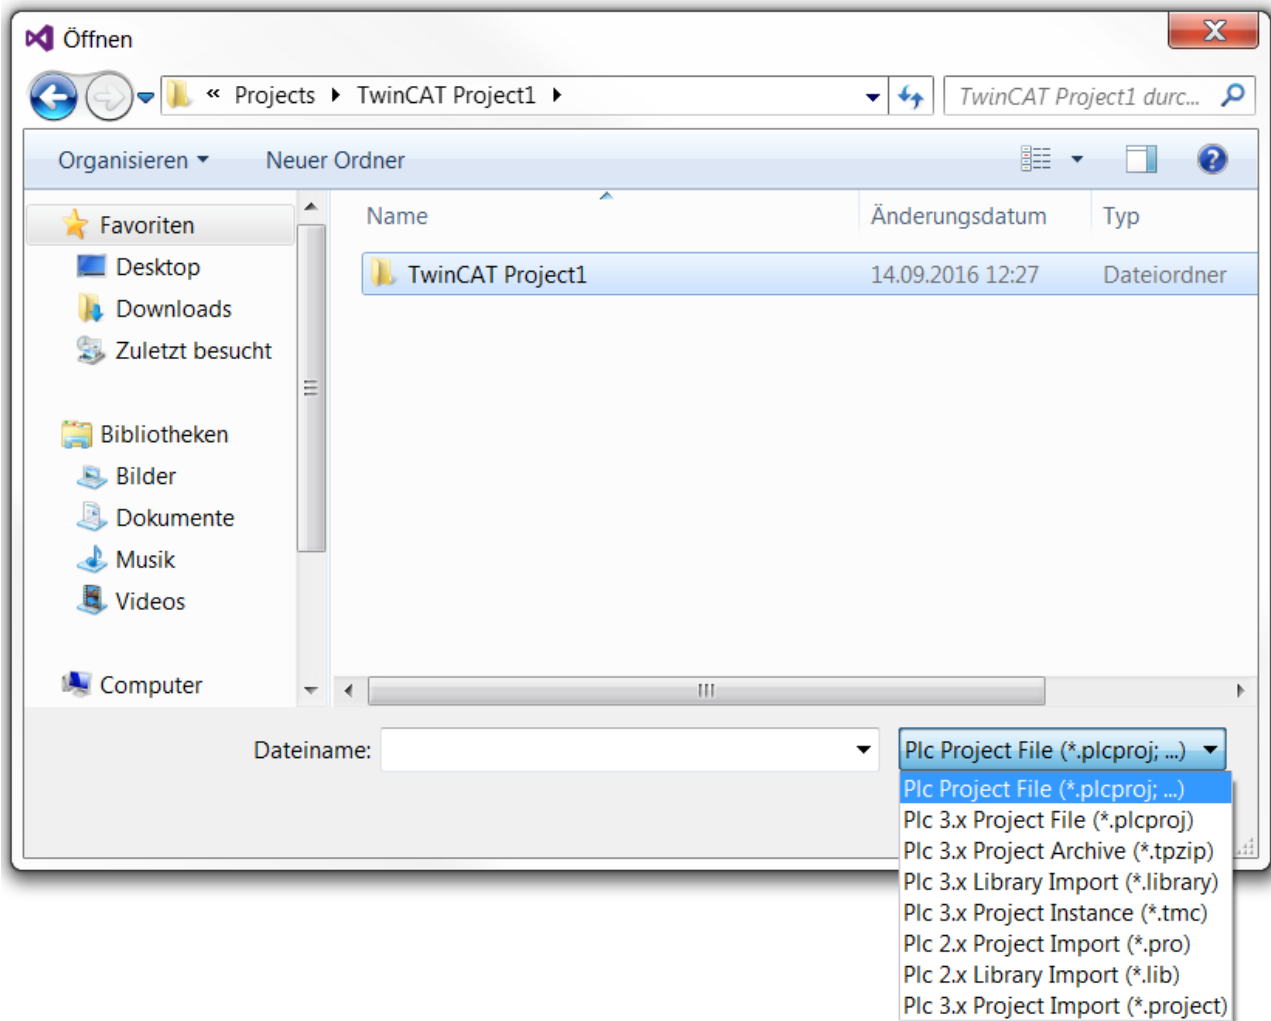 Öffnen
« Projects TwinCAT Project1
TwinCAT Project1 durc...
Organisieren Neuer Ordner
Name Änderungsdatum Typ
TwinCAT Project1 14.09.2016 12:27 Dateiordner
Favoriten
Desktop
Downloads
Zuletzt besucht
Bibliotheken
Bilder
Dokumente
Musik
Videos
Computer
Dateiname:
Plc Project File (*.plcproj; ...)
Plc Project File (*.plcproj; ...)
Plc 3.x Project File (*.plcproj)
Plc 3.x Project Archive (*.tpzip)
Plc 3.x Library Import (*.library)
Plc 3.x Project Instance (*.tmc)
Plc 2.x Project Import (*.pro)
Plc 2.x Library Import (*.lib)
Plc 3.x Project Import (*.project)